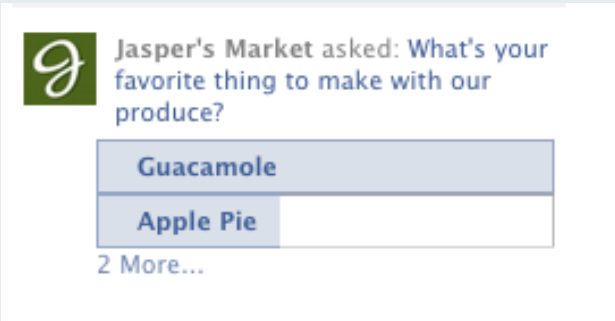 Jasper's Market asked: What's your
favorite thing to make with our
produce?
Guacamole
Apple Pie
2 More...